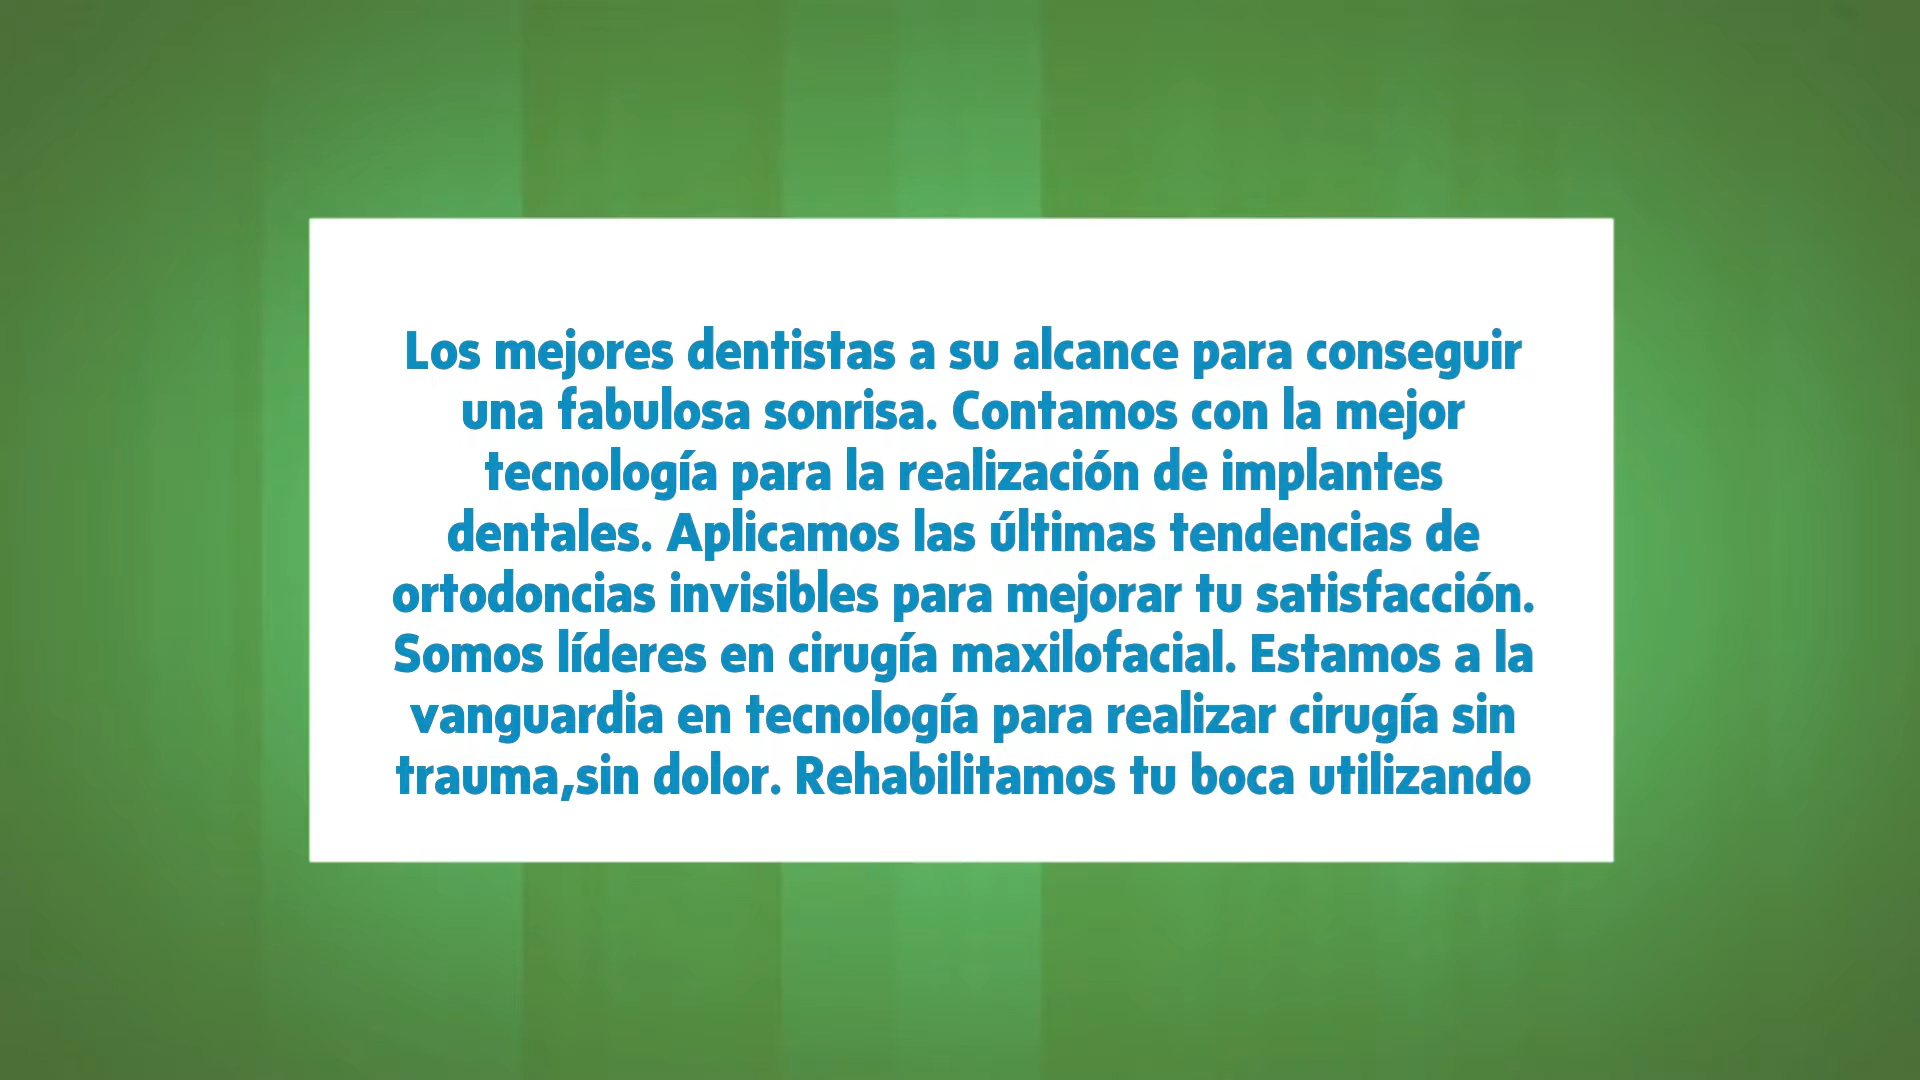 Los mejores dentistas a su alcance para conseguir
una fabulosa sonrisa. Contamos con la mejor
tecnología para la realización de implantes
dentales. Aplicamos las últimas tendencias de
ortodoncias invisibles para mejorar tu satisfacción.
Somos líderes en cirugía maxilofacial. Estamos a la
vanguardia en tecnología para realizar cirugía sin
trauma,sin dolor. Rehabilitamos tu boca utilizando